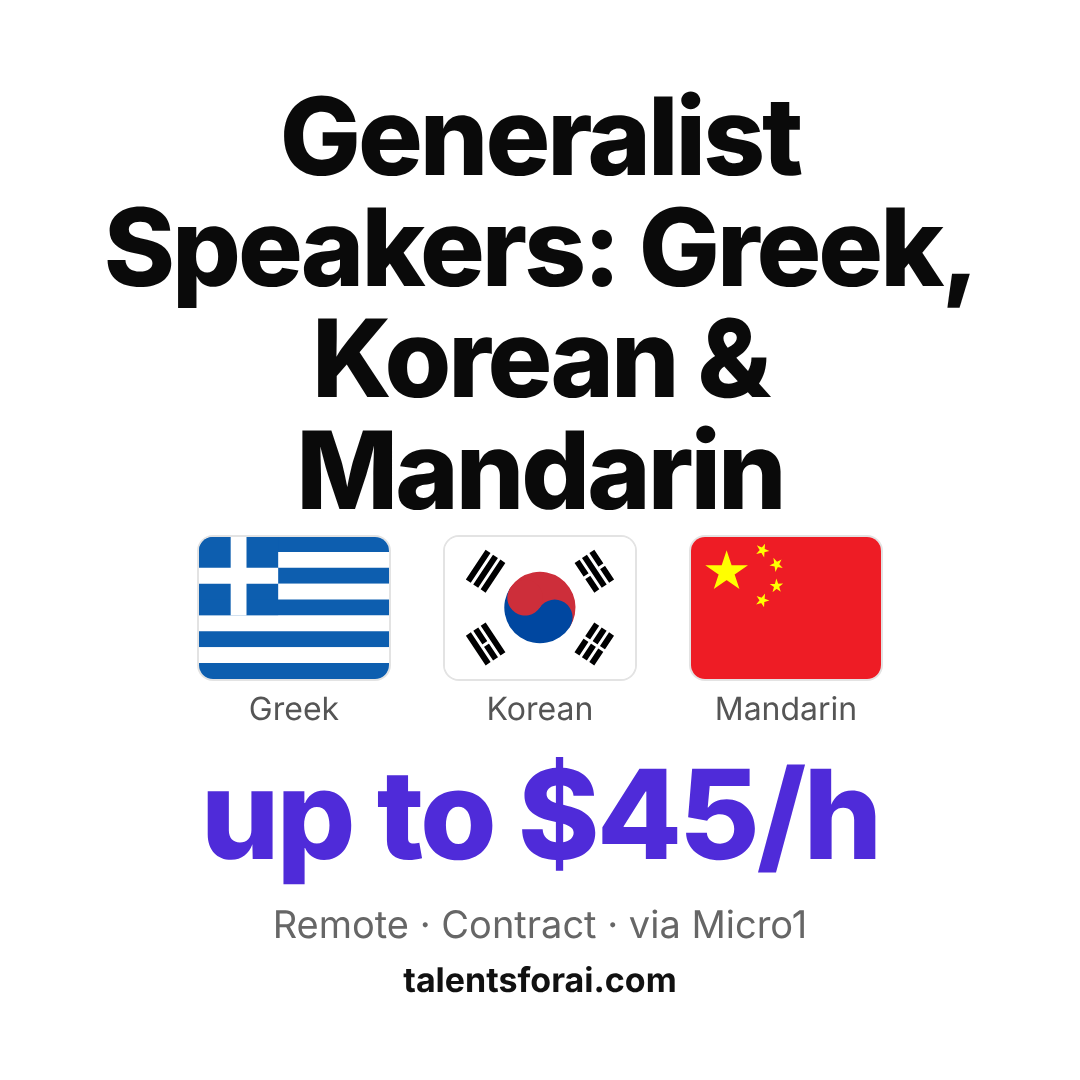 Generalist
Speakers: Greek,
Korean &
Mandarin
Greek
Korean
Mandarin
up to $45/h
Remote · Contract · via Micro1
talentsforai.com